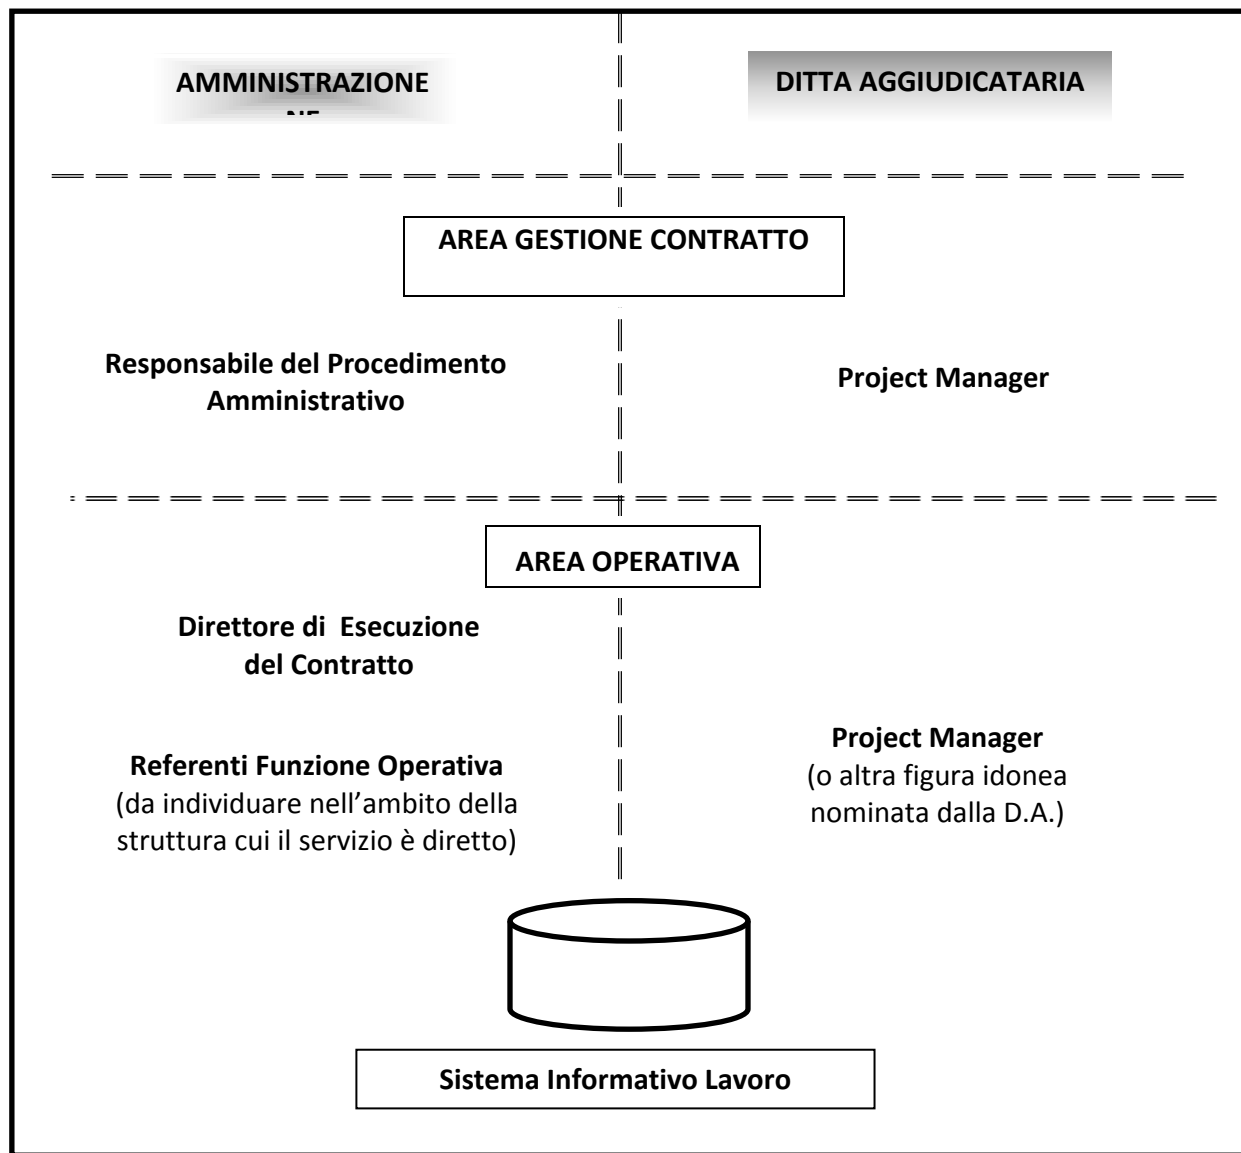 AMMINISTRAZIONE
DITTA AGGIUDICATARIA
AREA GESTIONE CONTRATTO
Responsabile del Procedimento
Amministrativo
Project Manager
AREA OPERATIVA
Direttore di  Esecuzione
del Contratto
Referenti Funzione Operativa
(da individuare nell’ambito della
struttura cui il servizio è diretto)
Project Manager
(o altra figura idonea
nominata dalla D.A.)
Sistema Informativo Lavoro